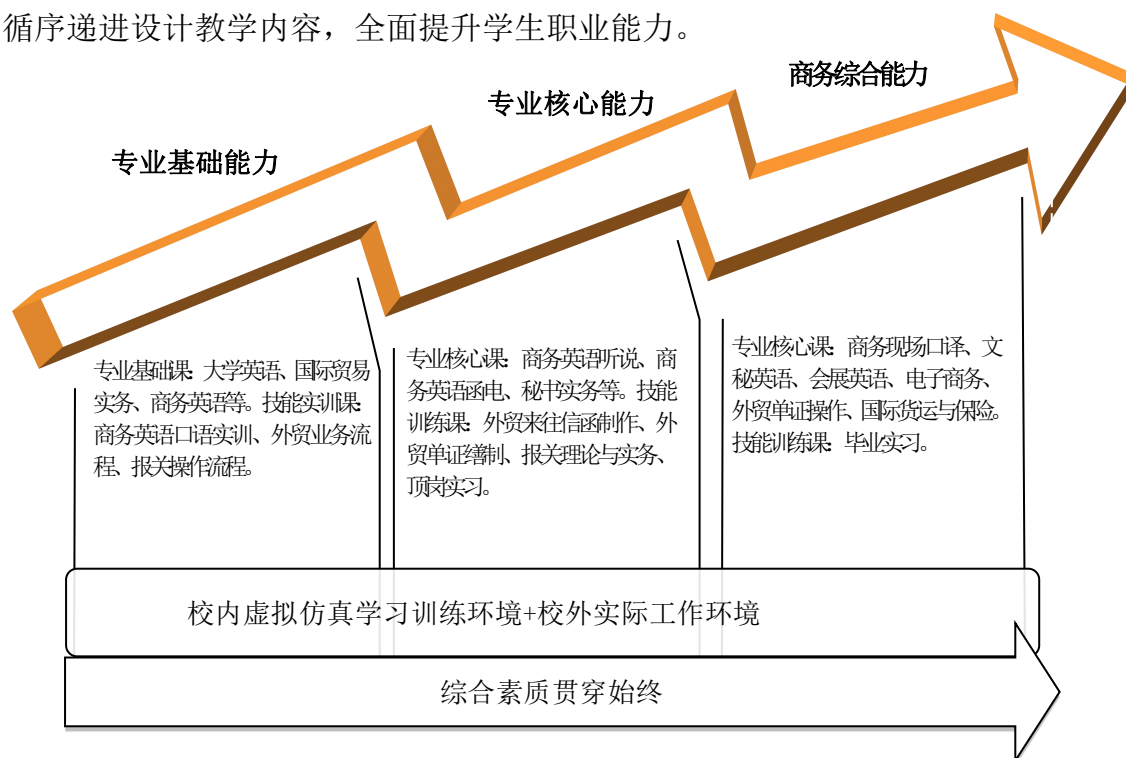 循序递进设计教学内容，全面提升学生职业能力。
商务综合能力
专业核心能力
专业基础能力
专业基础课：大学英语、国际贸易
实务、商务英语等。技能实训课：
商务英语口语实训、外贸业务流
程、报关操作流程。
专业核心课：商务英语听说、商
务英语函电、秘书实务等。技能
训练课：外贸来往信函制作、外
贸单证缮制、报关理论与实务、
顶岗实习。
专业核心课：商务现场口译、文
秘英语、会展英语、电子商务、
外贸单证操作、国际货运与保险。
技能训练课：毕业实习。
校内虚拟仿真学习训练环境+校外实际工作环境
综合素质贯穿始终